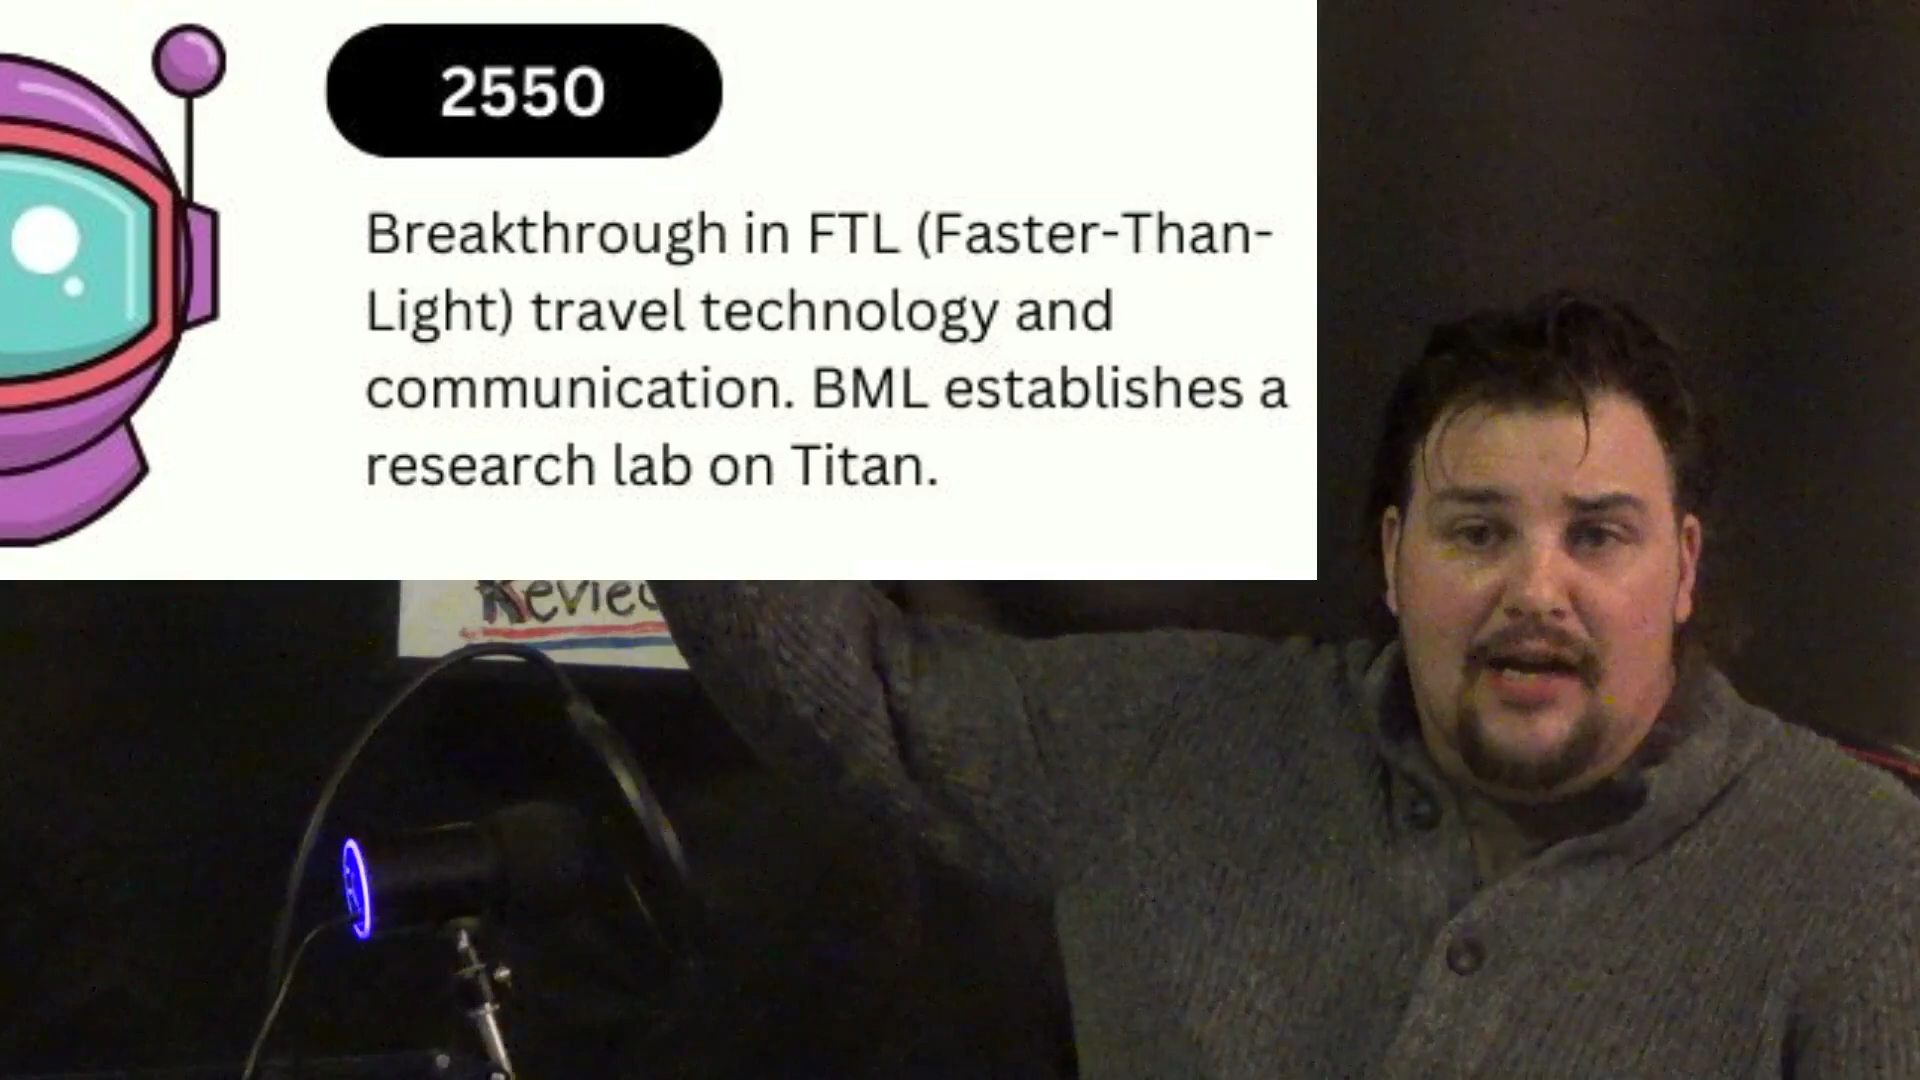 2550
Breakthrough in FTL (Faster-Than-
Light) travel technology and
communication. BML establishes a
research lab on Titan.